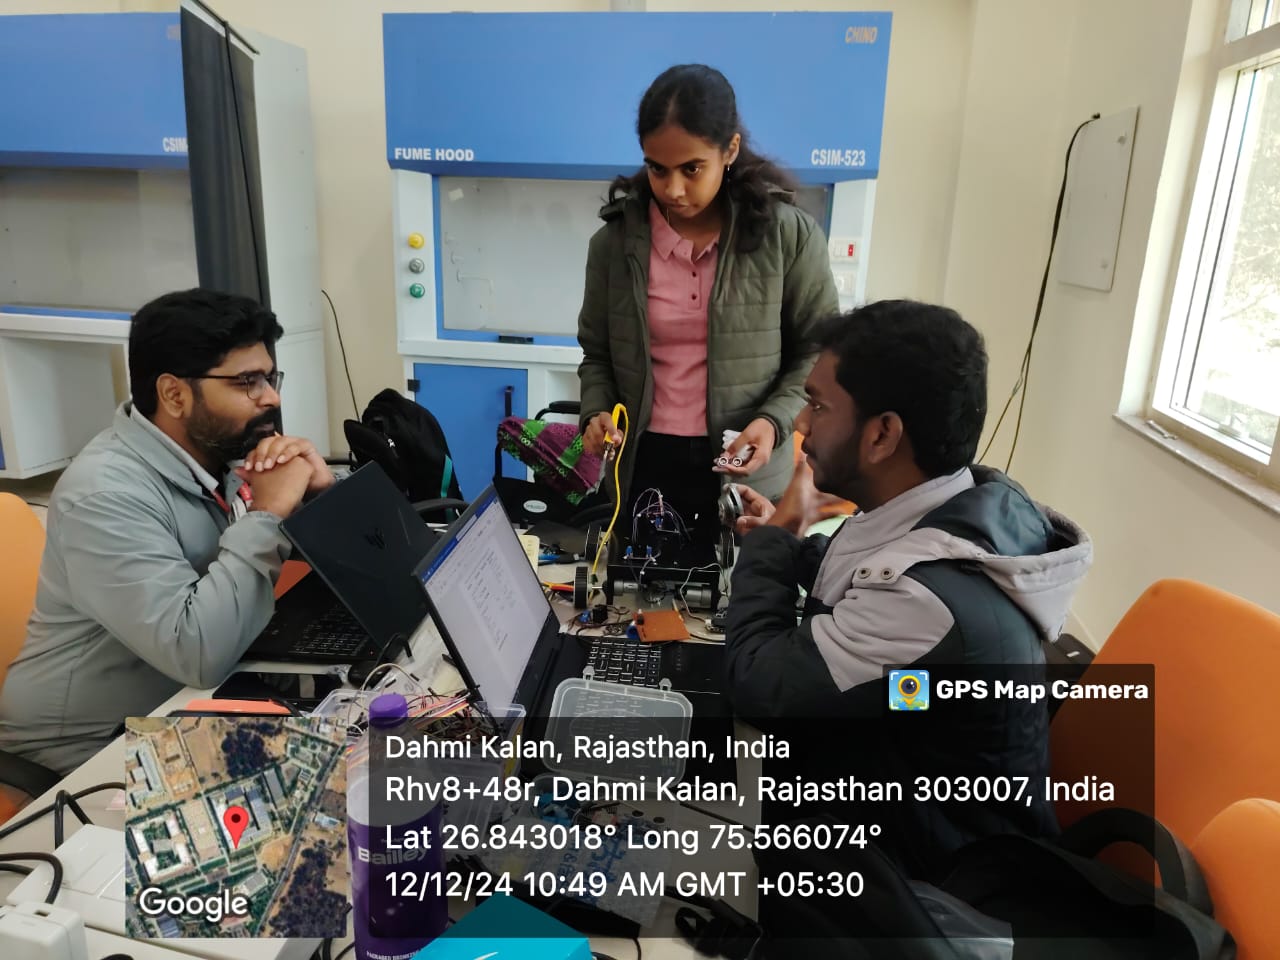 CHINO
FUME HOOD
CSIM-523
CSIM
GPS Map Camera
Dahmi Kalan, Rajasthan, India
Rhv8+48r, Dahmi Kalan, Rajasthan 303007, India
Lat 26.843018° Long 75.566074°
12/12/24 10:49 AM GMT +05:30
Google
Bailley